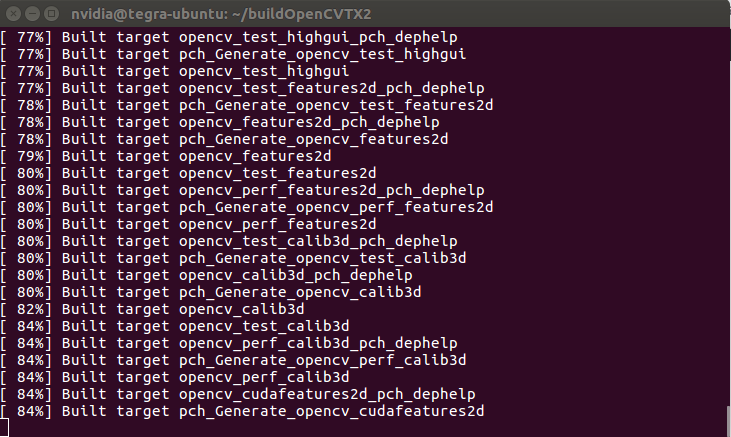 nvidia@tegra-ubuntu: ~/buildOpenCVTX2
[ 77%] Built target opencv_test_highgui_pch_dephelp
[ 77%] Built target pch_Generate_opencv_test_highgui
[ 77%] Built target opencv_test_highgui
[ 77%] Built target opencv_test_features2d_pch_dephelp
[ 78%] Built target pch_Generate_opencv_test_features2d
[ 78%] Built target opencv_features2d_pch_dephelp
[ 78%] Built target pch_Generate_opencv_features2d
[ 79%] Built target opencv_features2d
[ 80%] Built target opencv_test_features2d
[ 80%] Built target opencv_perf_features2d_pch_dephelp
[ 80%] Built target pch_Generate_opencv_perf_features2d
[ 80%] Built target opencv_perf_features2d
[ 80%] Built target opencv_test_calib3d_pch_dephelp
[ 80%] Built target pch_Generate_opencv_test_calib3d
[ 80%] Built target opencv_calib3d_pch_dephelp
[ 80%] Built target pch_Generate_opencv_calib3d
[ 82%] Built target opencv_calib3d
[ 84%] Built target opencv_test_calib3d
[ 84%] Built target opencv_perf_calib3d_pch_dephelp
[ 84%] Built target pch_Generate_opencv_perf_calib3d
[ 84%] Built target opencv_perf_calib3d
[ 84%] Built target opencv_cudafeatures2d_pch_dephelp
[ 84%] Built target pch_Generate_opencv_cudafeatures2d